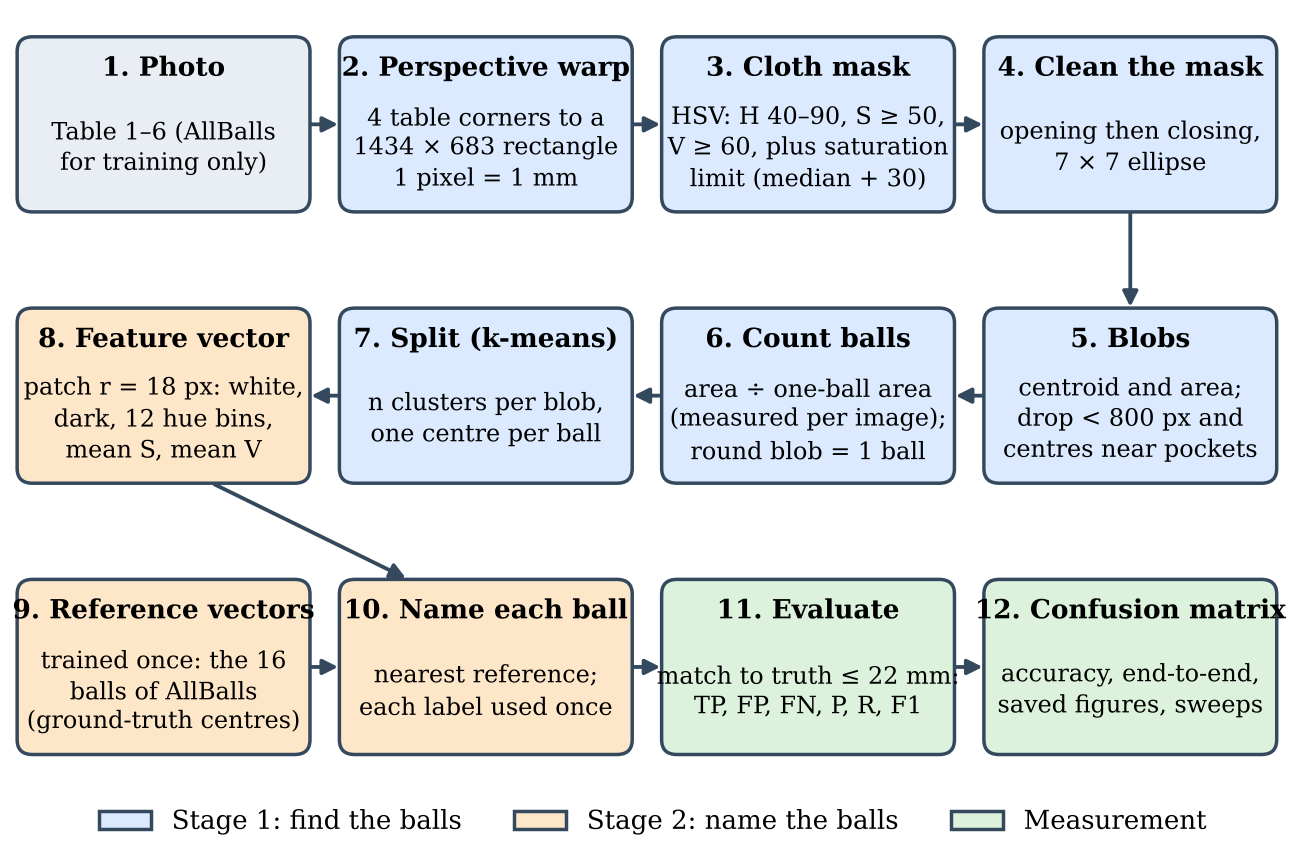 1. Photo
Table 1–6 (AllBalls
for training only)
2. Perspective warp
4 table corners to a
1434 × 683 rectangle
1 pixel = 1 mm
3. Cloth mask
HSV: H 40–90, S ≥ 50,
V ≥ 60, plus saturation
limit (median + 30)
4. Clean the mask
opening then closing,
7 × 7 ellipse
5. Blobs
centroid and area;
drop < 800 px and
centres near pockets
6. Count balls
area ÷ one-ball area
(measured per image);
round blob = 1 ball
7. Split (k-means)
n clusters per blob,
one centre per ball
8. Feature vector
patch r = 18 px: white,
dark, 12 hue bins,
mean S, mean V
9. Reference vectors
trained once: the 16
balls of AllBalls
(ground-truth centres)
10. Name each ball
nearest reference;
each label used once
11. Evaluate
match to truth ≤ 22 mm:
TP, FP, FN, P, R, F1
12. Confusion matrix
accuracy, end-to-end,
saved figures, sweeps
Stage 1: find the balls
Stage 2: name the balls
Measurement